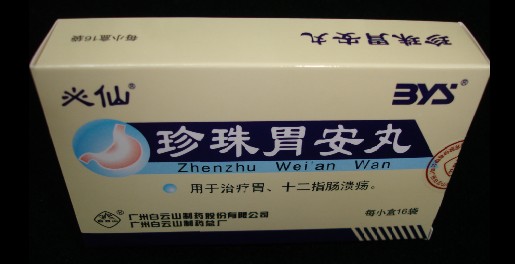 珍珠胃安丸
每小盒16袋
必仙®
BYS®
珍珠胃安丸
Zhenzhu Wei'an Wan
用于治疗胃、十二指肠溃疡。
广州白云山制药股份有限公司
广州白云山制药总厂
每小盒16袋